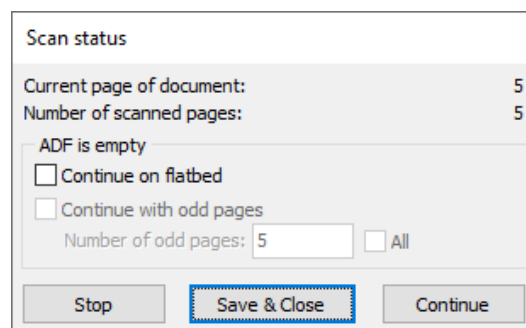 Scan status
Current page of document: 5
Number of scanned pages: 5
ADF is empty
Continue on flatbed
Continue with odd pages
Number of odd pages: 5 All
Stop Save & Close Continue